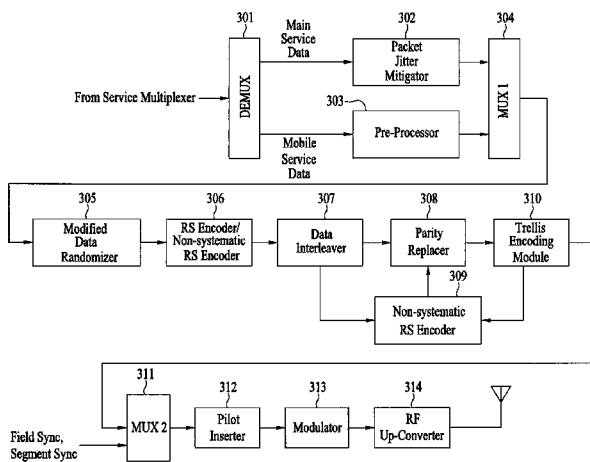 301
Main
Service
Data
302
Packet
Jitter
Mitigator
304
From Service Multiplexer
DEMUX
303
Pre-Processor
MUX 1
Mobile
Service
Data
305
Modified
Data
Randomizer
306
RS Encoder/
Non-systematic
RS Encoder
307
Data
Interleaver
308
Parity
Replacer
310
Trellis
Encoding
Module
309
Non-systematic
RS Encoder
311
MUX 2
312
Pilot
Inserter
313
Modulator
314
RF
Up-Converter
Field Sync,
Segment Sync